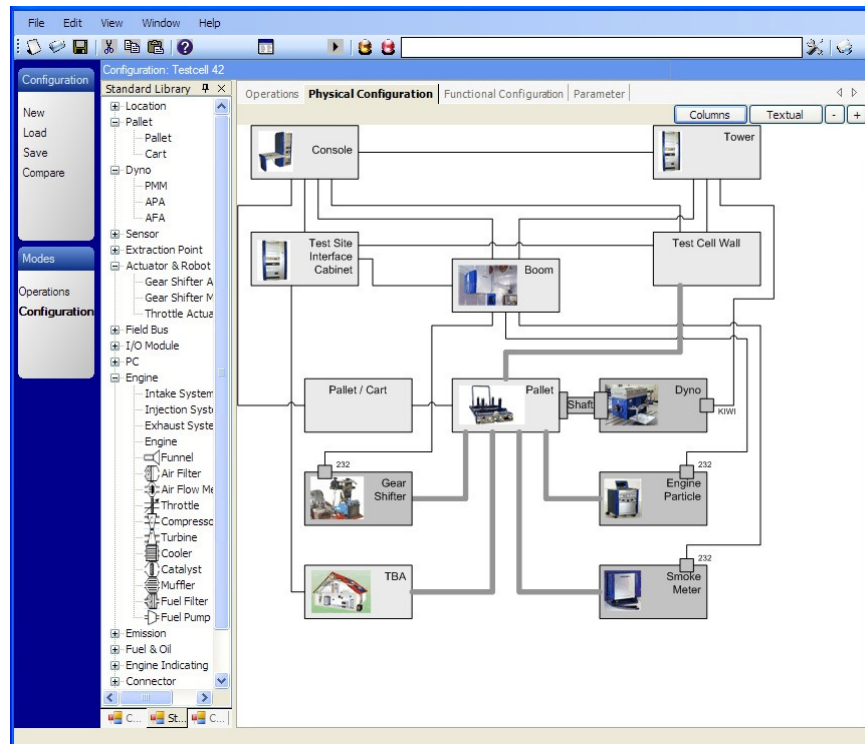 File Edit View Window Help
Configuration: Testcell 42
Configuration
New
Load
Save
Compare
Modes
Operations
Configuration
Standard Library
Location
Pallet
Pallet
Cart
Dyno
PMM
APA
AFA
Sensor
Extraction Point
Actuator & Robot
Gear Shifter A
Gear Shifter M
Throttle Actua
Field Bus
I/O Module
PC
Engine
Intake System
Injection Syst
Exhaust Syste
Engine
Funnel
Air Filter
Air Flow Me
Throttle
Compresso
Turbine
Cooler
Catalyst
Muffler
Fuel Filter
Fuel Pump
Emission
Fuel & Oil
Engine Indicating
Connector
C... St... C...
Operations Physical Configuration Functional Configuration Parameter
Columns Textual - +
Console
Tower
Test Site
Interface
Cabinet
Boom
Test Cell Wall
Pallet / Cart
Pallet
Shaft
Dyno
KIWI
232
Gear
Shifter
232
Engine
Particle
TBA
232
Smoke
Meter